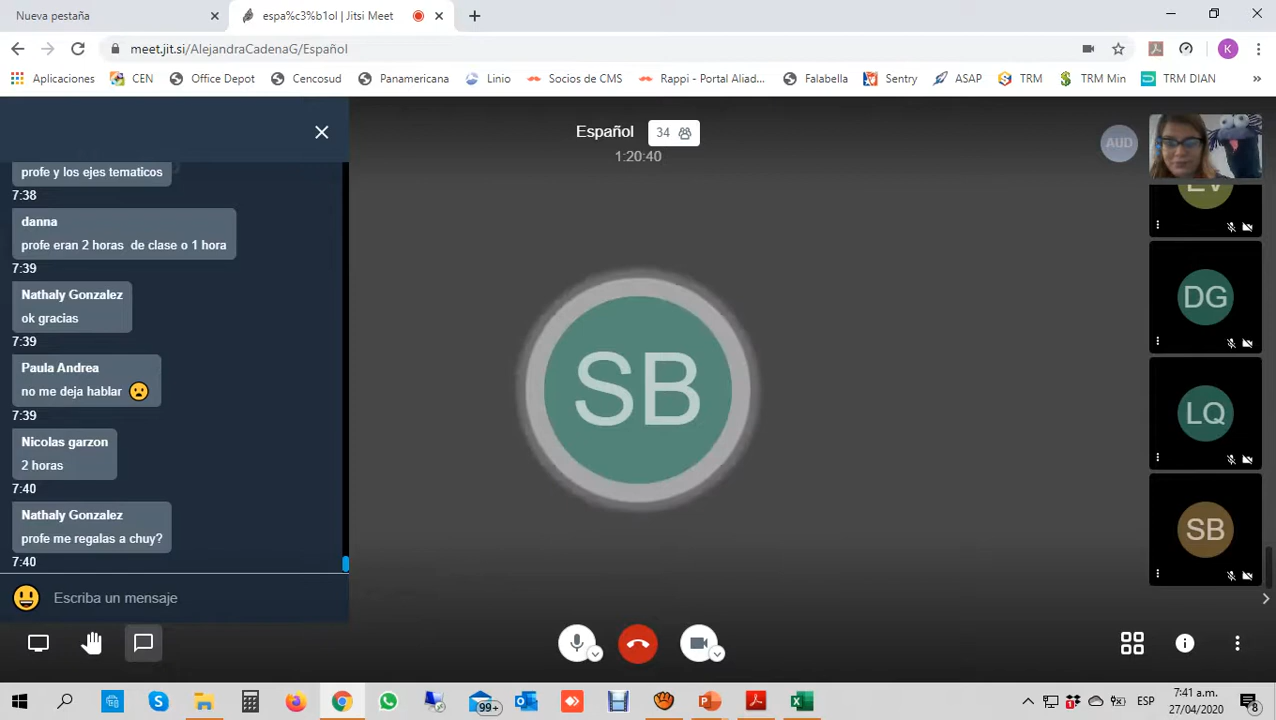 Nueva pestaña
espa%c3%b1ol | Jitsi Meet
meet.jit.si/AlejandraCadenaG/Español
K
Aplicaciones
CEN
Office Depot
Cencosud
Panamericana
Linio
Socios de CMS
Rappi - Portal Aliad...
Falabella
Sentry
ASAP
TRM
TRM Min
TRM DIAN
»
Español
34
1:20:40
AUD
profe y los ejes tematicos
7:38
danna
profe eran 2 horas de clase o 1 hora
7:39
Nathaly Gonzalez
ok gracias
7:39
Paula Andrea
no me deja hablar 😦
7:39
Nicolas garzon
2 horas
7:40
Nathaly Gonzalez
profe me regalas a chuy?
7:40
Escriba un mensaje
SB
EV
DG
LQ
SB
99+
ESP
7:41 a.m.
27/04/2020
8